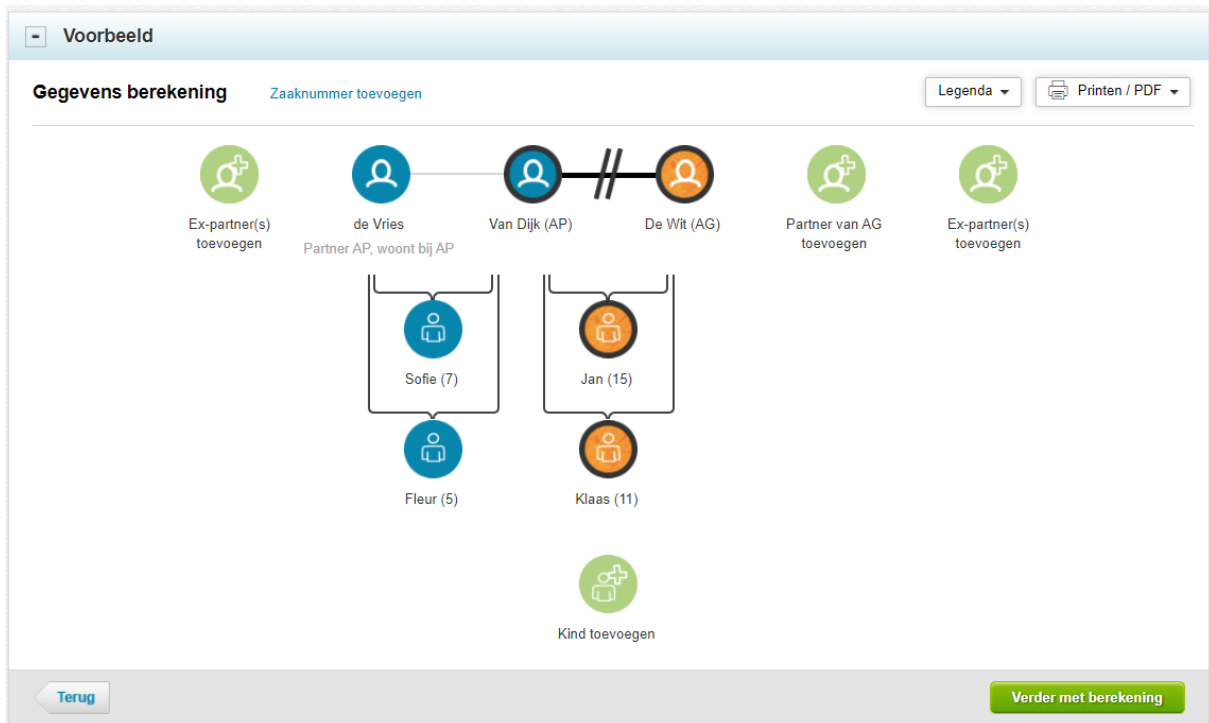 - Voorbeeld
Gegevens berekening
Zaaknummer toevoegen
Legenda
Printen / PDF
Ex-partner(s)
toevoegen
de Vries
Partner AP, woont bij AP
Van Dijk (AP)
De Wit (AG)
Partner van AG
toevoegen
Ex-partner(s)
toevoegen
Sofie (7)
Jan (15)
Fleur (5)
Klaas (11)
Kind toevoegen
Terug
Verder met berekening